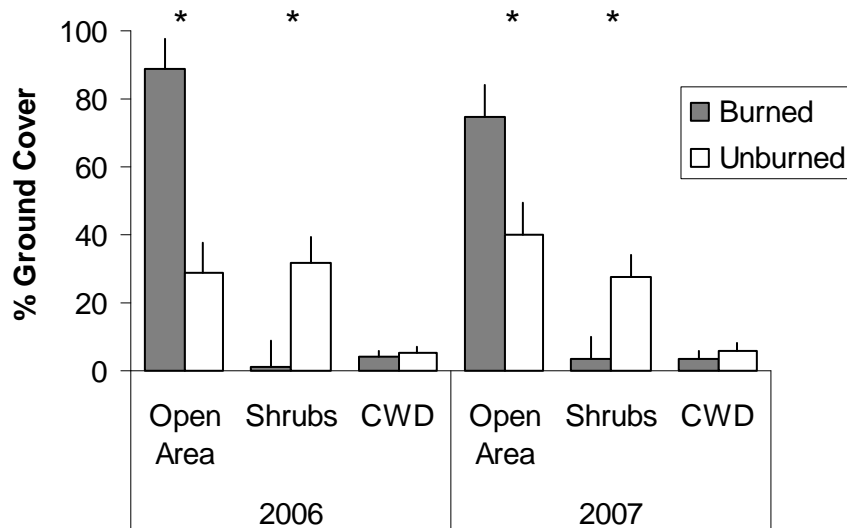 * * * *
100
80
60
40
20
0
% Ground Cover
Burned
Unburned
Open Area
Shrubs
CWD
Open Area
Shrubs
CWD
2006
2007